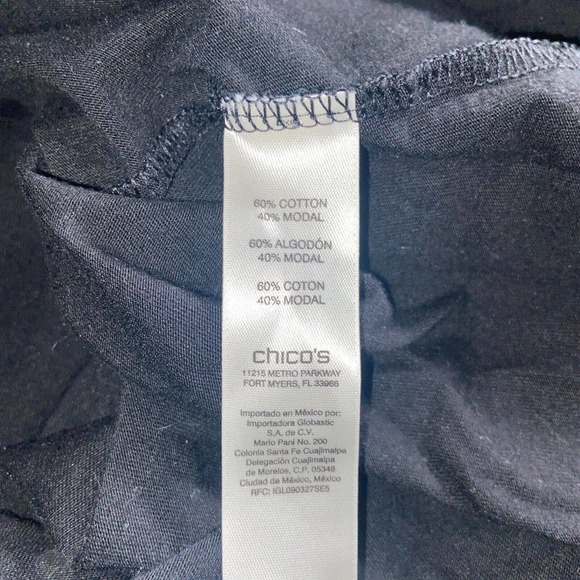 60% COTTON
40% MODAL
60% ALGODÓN
40% MODAL
60% COTON
40% MODAL
chico's
11215 METRO PARKWAY
FORT MYERS, FL 33966
Importado en México por:
Importadora Globastic
S.A. de C.V.
Mario Pani No. 200
Colonia Santa Fe Cuajimalpa
Delegación Cuajimalpa
de Morelos, C.P. 05348
Ciudad de México, México
RFC: IGL090327SE5